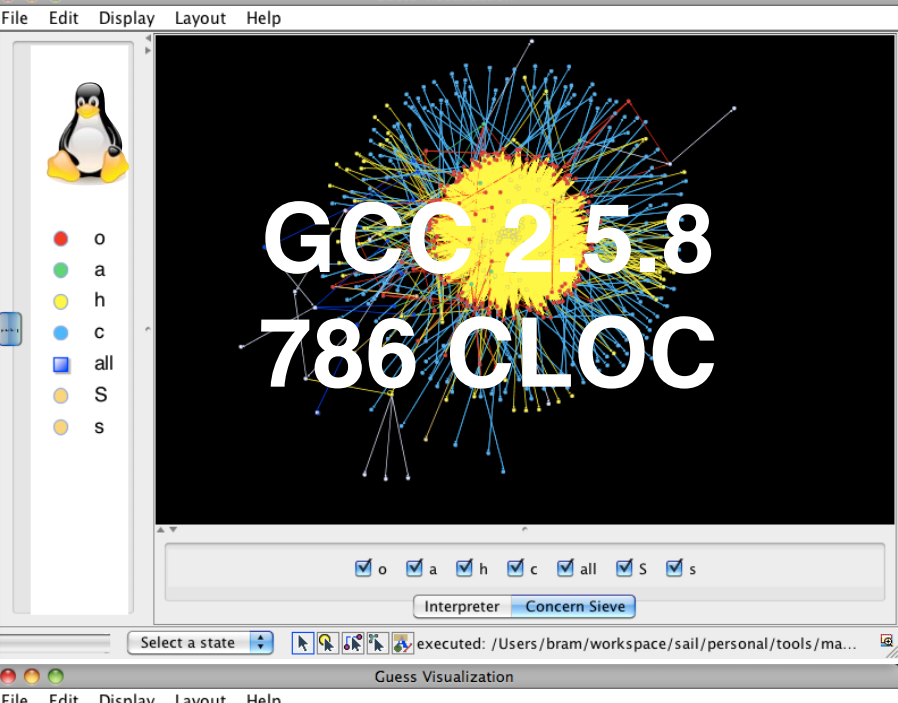 File Edit Display Layout Help
GCC 2.5.8
786 CLOC
o
a
h
c
all
S
s
o a h c all S s
Interpreter Concern Sieve
Select a state executed: /Users/bram/workspace/sail/personal/tools/ma...
Guess Visualization
File Edit Display Layout Help